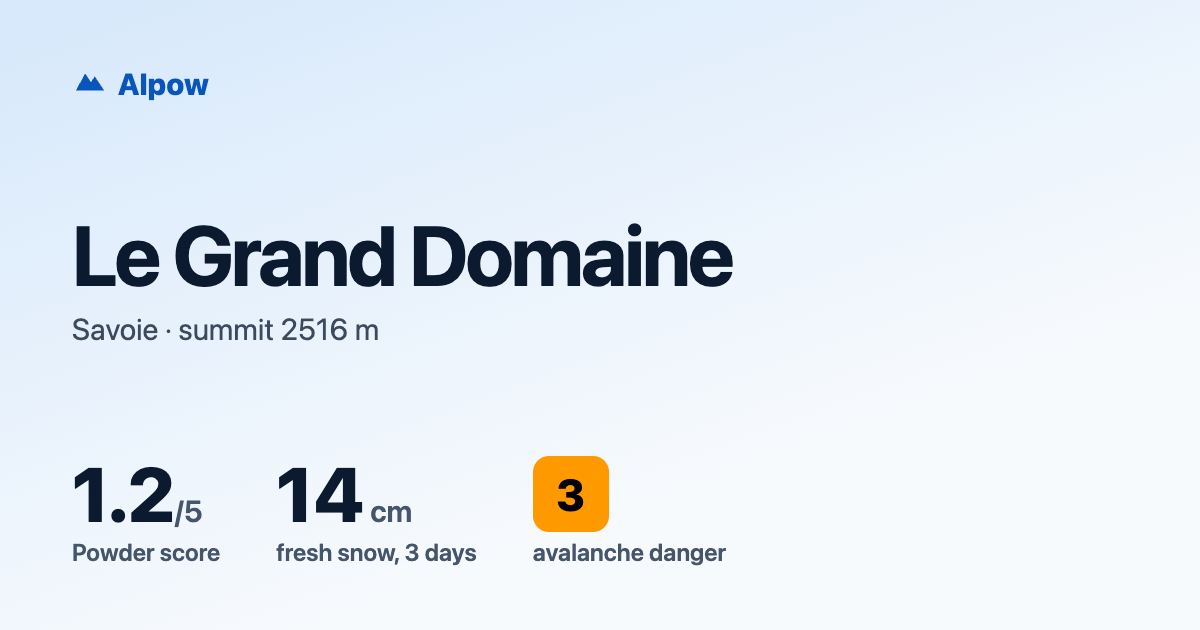 Alpow
Le Grand Domaine
Savoie · summit 2516 m
1.2/5
Powder score
14 cm
fresh snow, 3 days
3
avalanche danger